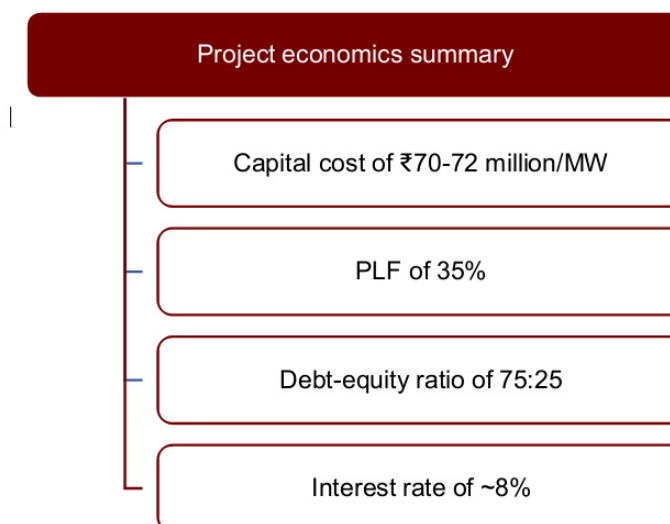 Project economics summary
Capital cost of ₹70-72 million/MW
PLF of 35%
Debt-equity ratio of 75:25
Interest rate of ~8%